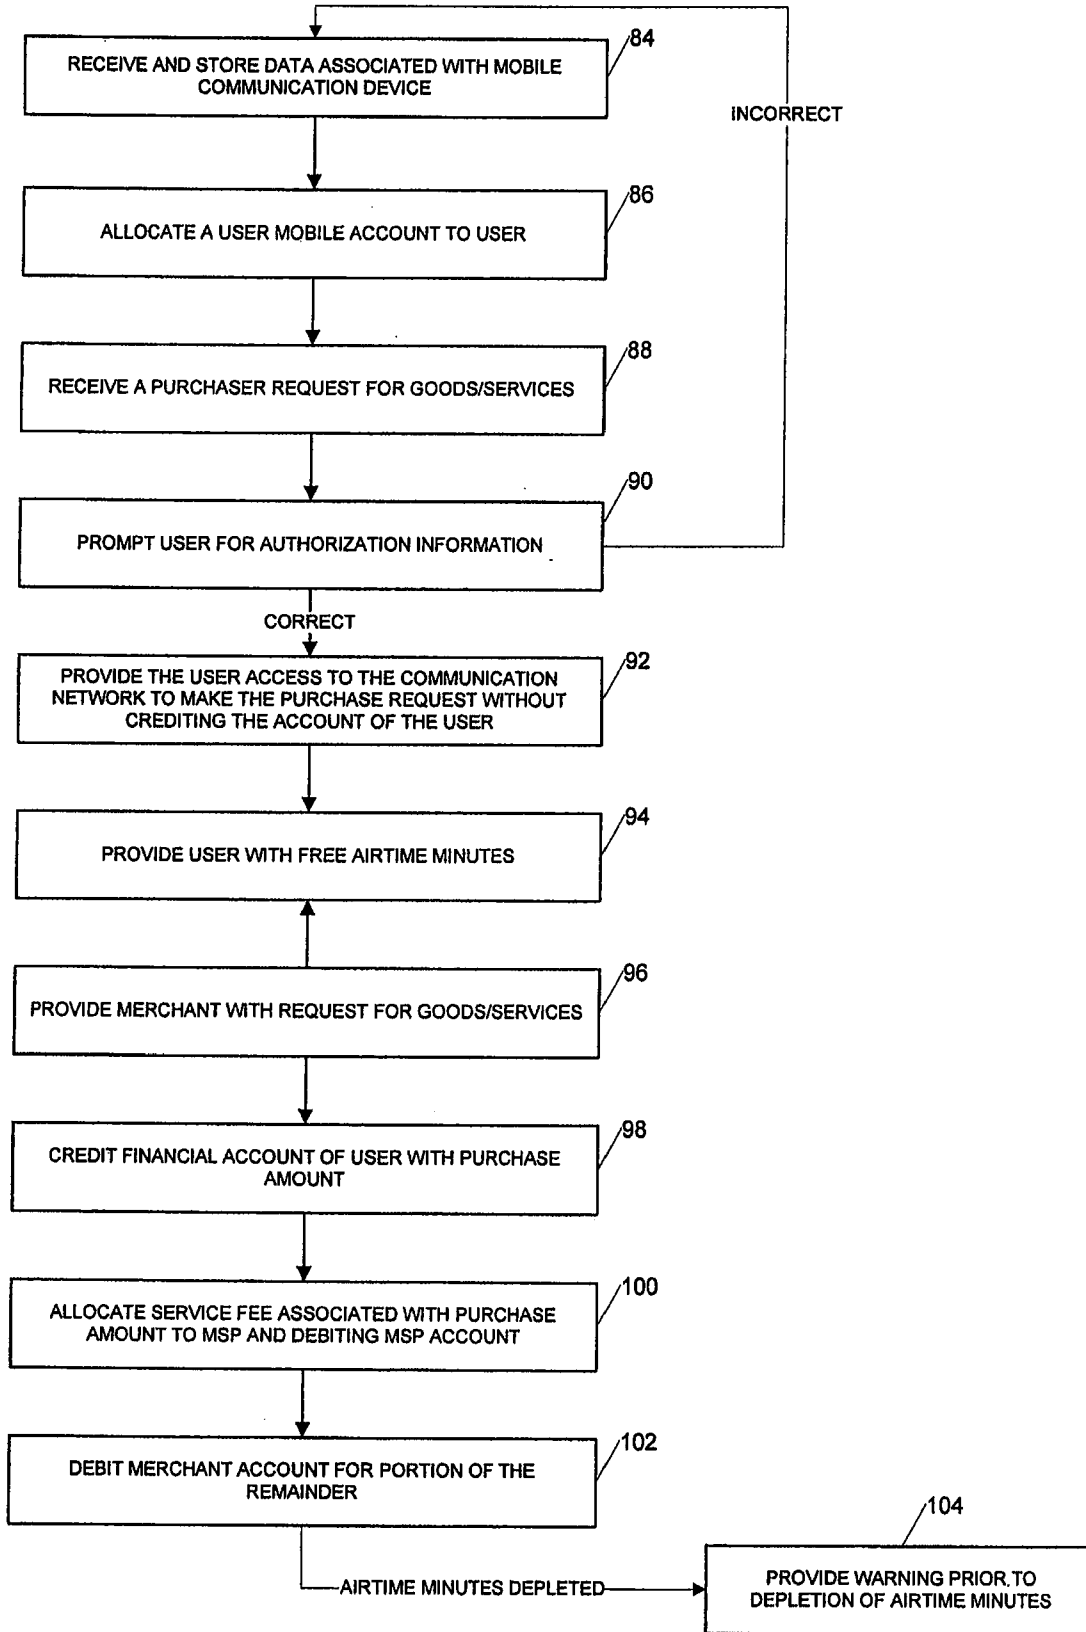 84
RECEIVE AND STORE DATA ASSOCIATED WITH MOBILE
COMMUNICATION DEVICE
INCORRECT
86
ALLOCATE A USER MOBILE ACCOUNT TO USER
88
RECEIVE A PURCHASER REQUEST FOR GOODS/SERVICES
90
PROMPT USER FOR AUTHORIZATION INFORMATION
CORRECT
92
PROVIDE THE USER ACCESS TO THE COMMUNICATION
NETWORK TO MAKE THE PURCHASE REQUEST WITHOUT
CREDITING THE ACCOUNT OF THE USER
94
PROVIDE USER WITH FREE AIRTIME MINUTES
96
PROVIDE MERCHANT WITH REQUEST FOR GOODS/SERVICES
98
CREDIT FINANCIAL ACCOUNT OF USER WITH PURCHASE
AMOUNT
100
ALLOCATE SERVICE FEE ASSOCIATED WITH PURCHASE
AMOUNT TO MSP AND DEBITING MSP ACCOUNT
102
DEBIT MERCHANT ACCOUNT FOR PORTION OF THE
REMAINDER
104
AIRTIME MINUTES DEPLETED
PROVIDE WARNING PRIOR TO
DEPLETION OF AIRTIME MINUTES